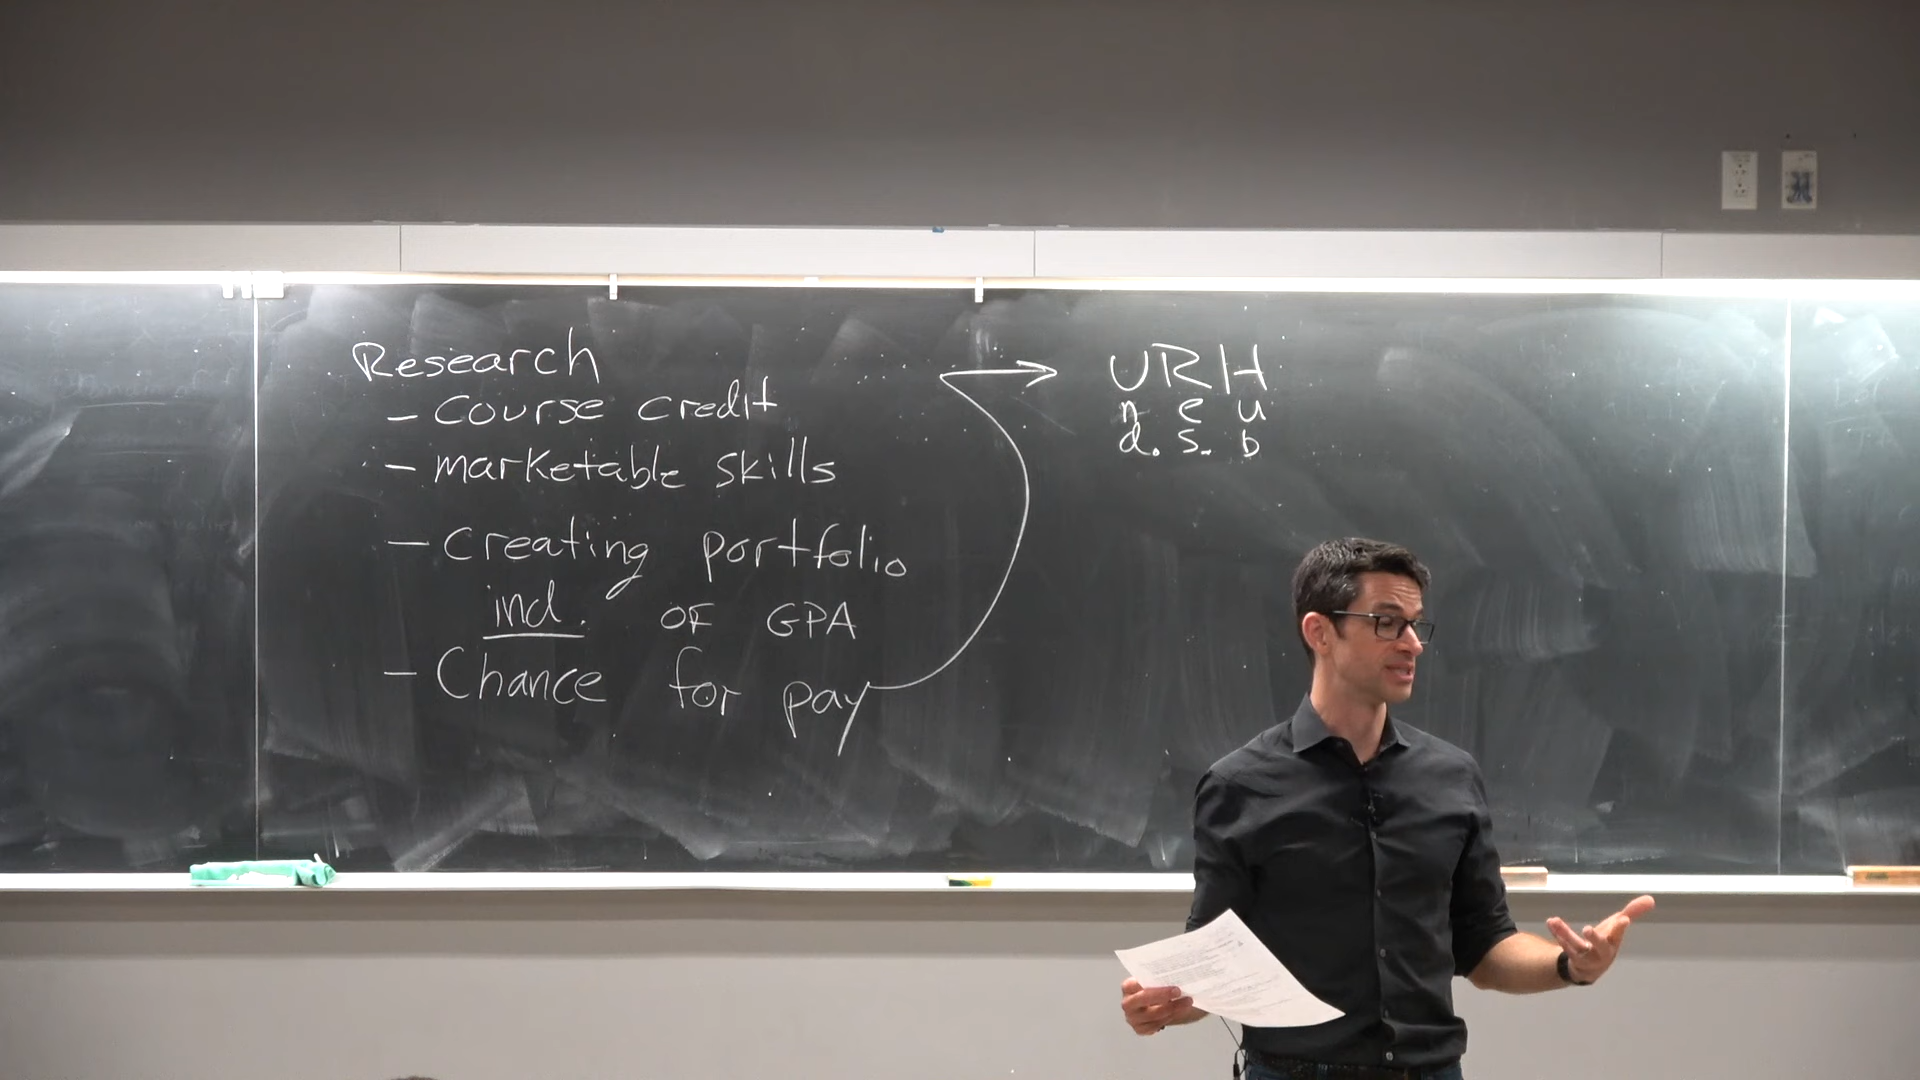 Research
- course credit
- marketable skills
- creating portfolio
ind. of GPA
- Chance for pay
URH
n e u
d. s. b